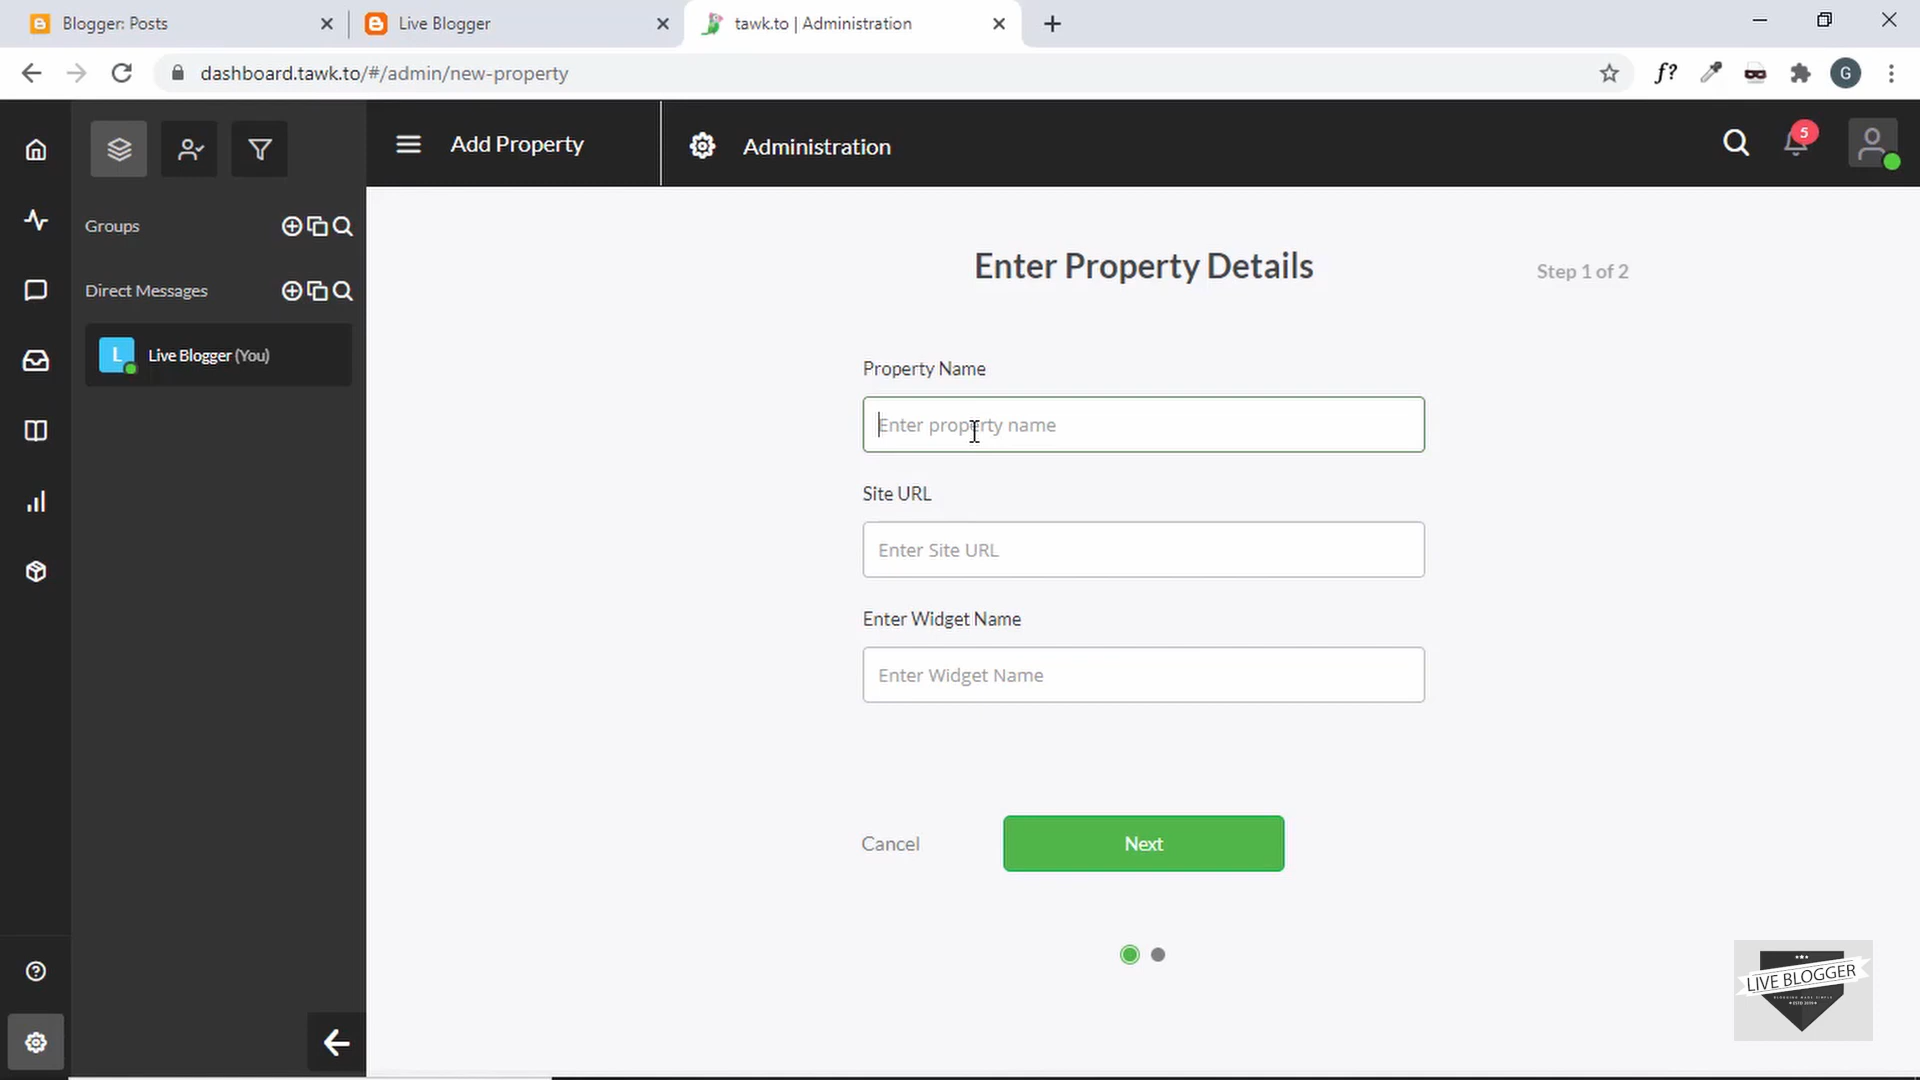 Blogger: Posts
Live Blogger
tawk.to | Administration
dashboard.tawk.to/#/admin/new-property
f?
G
Add Property
Administration
5
Groups
Direct Messages
L
Live Blogger (You)
Enter Property Details
Step 1 of 2
Property Name
Enter property name
Site URL
Enter Site URL
Enter Widget Name
Enter Widget Name
Cancel
Next
LIVE BLOGGER